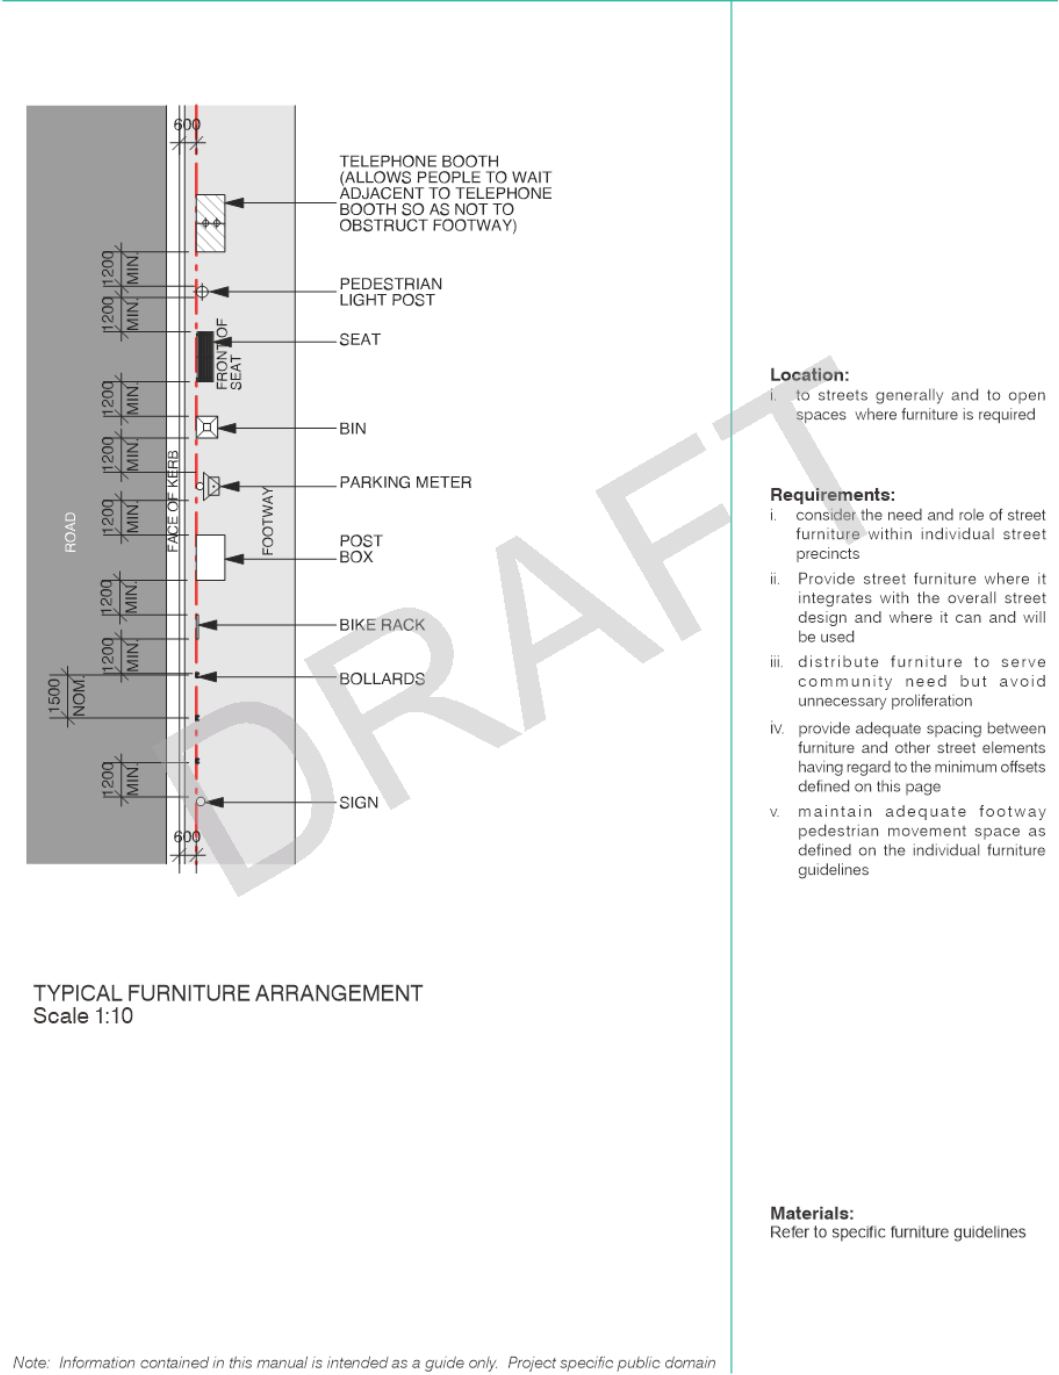 600
TELEPHONE BOOTH
(ALLOWS PEOPLE TO WAIT
ADJACENT TO TELEPHONE
BOOTH SO AS NOT TO
OBSTRUCT FOOTWAY)
1200
MIN.
PEDESTRIAN
LIGHT POST
1200
MIN.
SEAT
FRONT OF
SEAT
1200
MIN.
BIN
1200
MIN.
FACE OF KERB
PARKING METER
1200
MIN.
ROAD
FOOTWAY
POST
BOX
1200
MIN.
BIKE RACK
1200
MIN.
BOLLARDS
1500
NOM.
1200
MIN.
SIGN
600
DRAFT
TYPICAL FURNITURE ARRANGEMENT
Scale 1:10
Location:
i. to streets generally and to open
spaces where furniture is required
Requirements:
i. consider the need and role of street
furniture within individual street
precincts
ii. Provide street furniture where it
integrates with the overall street
design and where it can and will
be used
iii. distribute furniture to serve
community need but avoid
unnecessary proliferation
iv. provide adequate spacing between
furniture and other street elements
having regard to the minimum offsets
defined on this page
v. maintain adequate footway
pedestrian movement space as
defined on the individual furniture
guidelines
Materials:
Refer to specific furniture guidelines
Note: Information contained in this manual is intended as a guide only. Project specific public domain